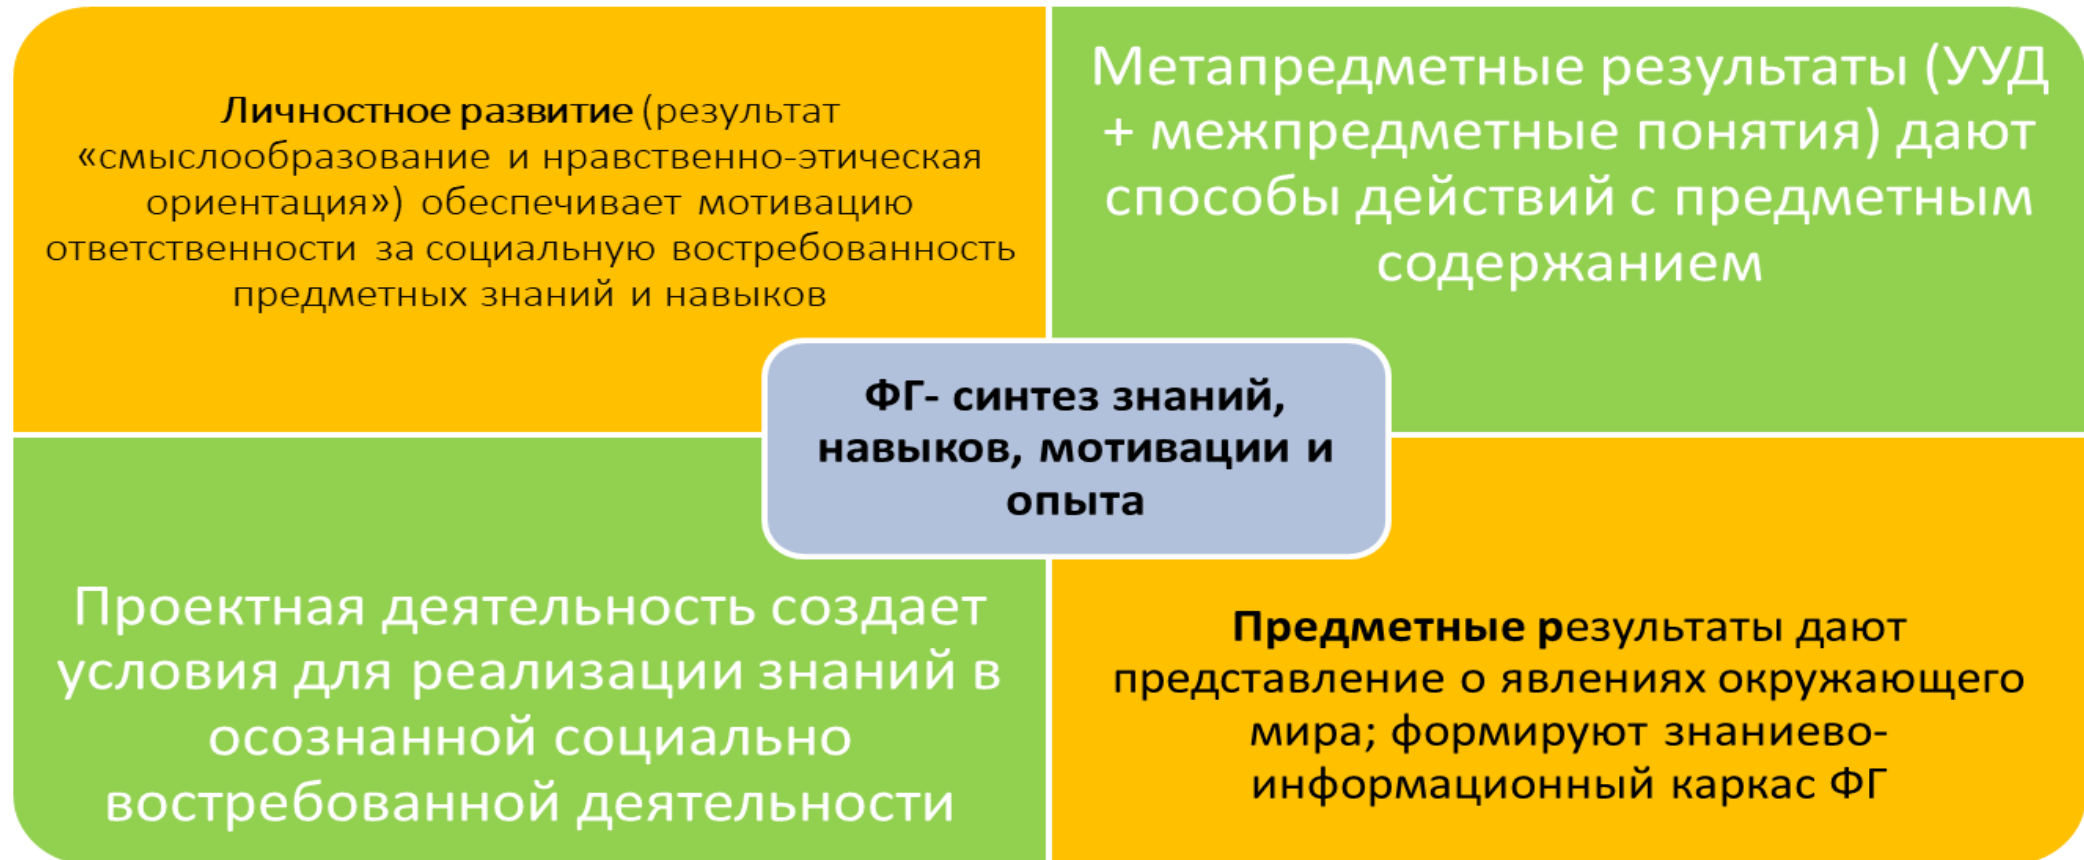 Личностное развитие (результат
«смыслообразование и нравственно-этическая
ориентация») обеспечивает мотивацию
ответственности за социальную востребованность
предметных знаний и навыков
Метапредметные результаты (УУД
+ межпредметные понятия) дают
способы действий с предметным
содержанием
ФГ- синтез знаний,
навыков, мотивации и
опыта
Проектная деятельность создает
условия для реализации знаний в
осознанной социально
востребованной деятельности
Предметные результаты дают
представление о явлениях окружающего
мира; формируют знаниево-
информационный каркас ФГ